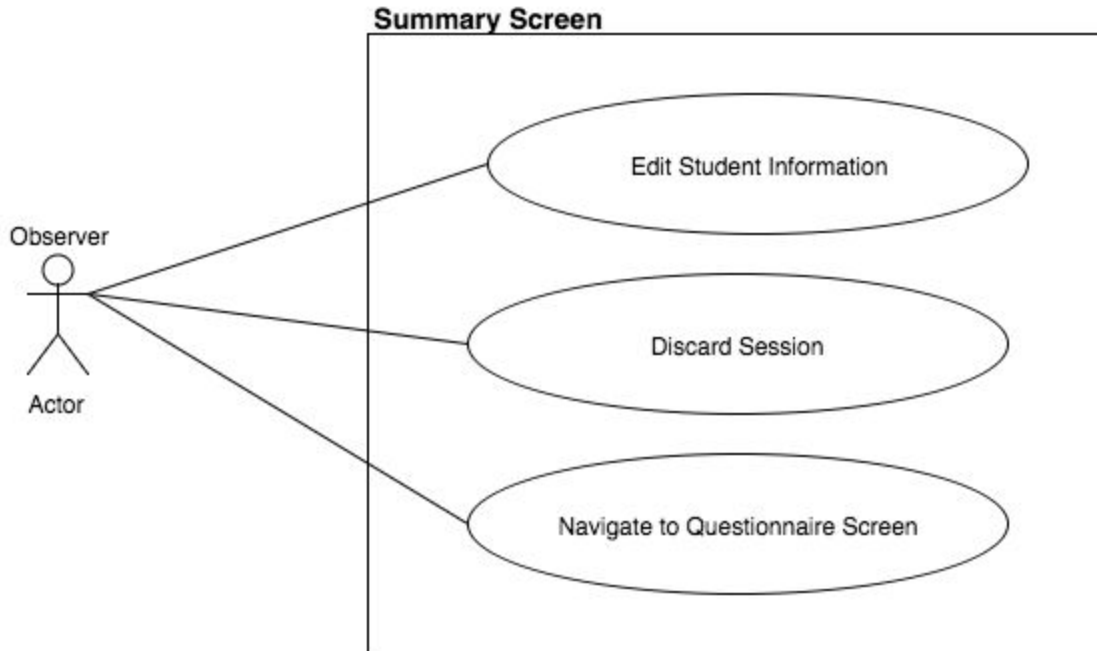 Summary Screen
Edit Student Information
Observer
Discard Session
Actor
Navigate to Questionnaire Screen